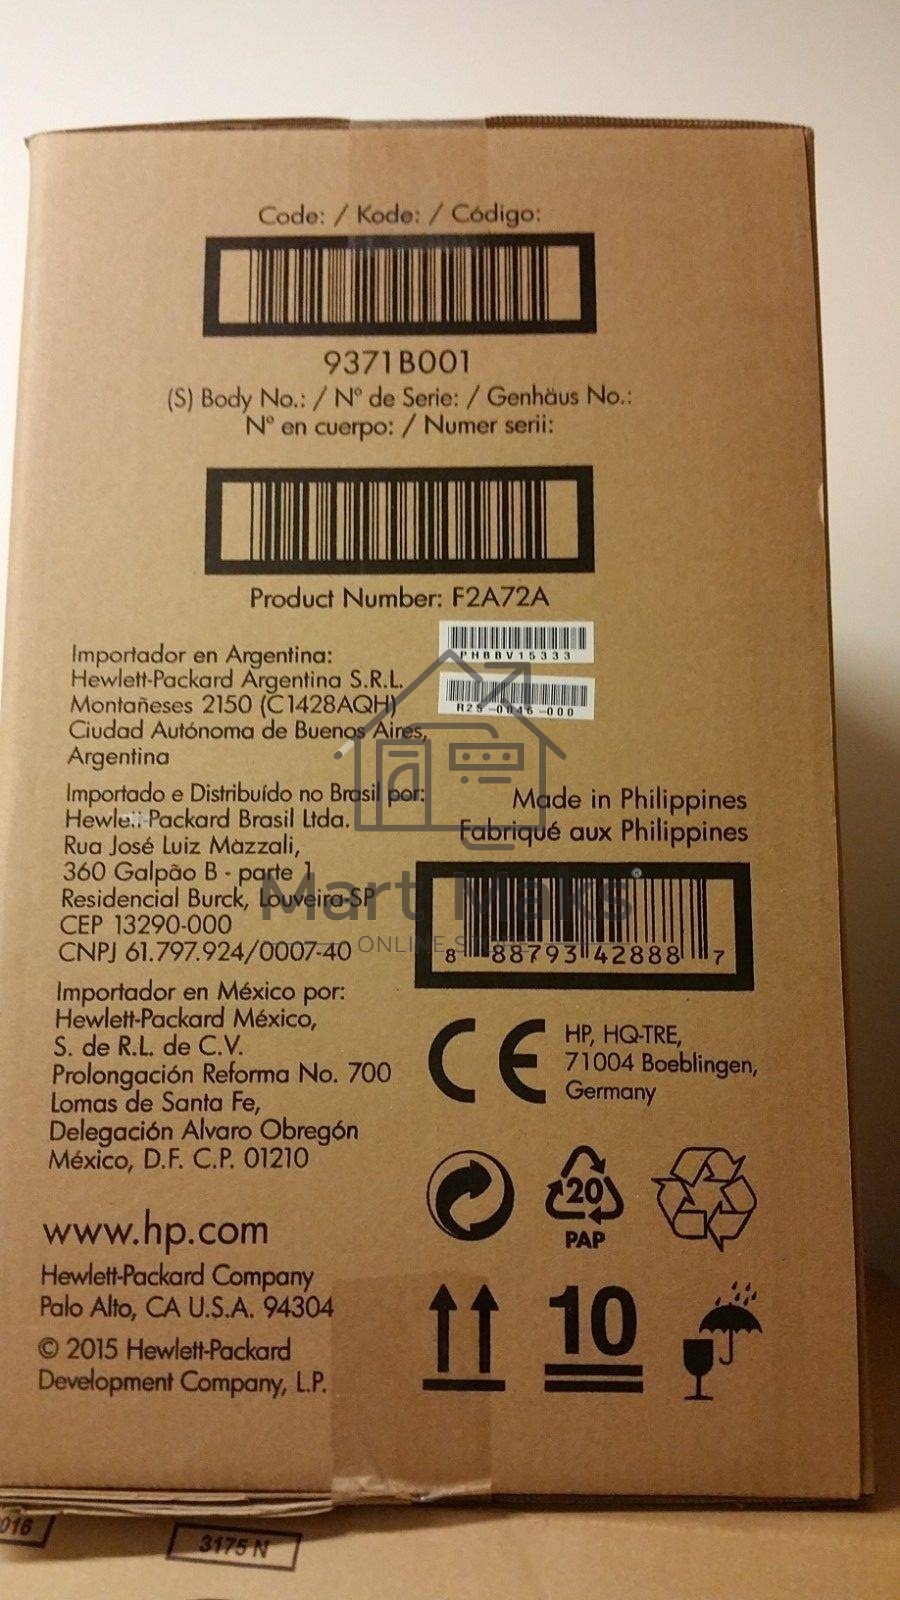 Code: / Kode: / Código:
9371B001
(S) Body No.: / Nº de Serie: / Genhäus No.:
Nº en cuerpo: / Numer serii:
Product Number: F2A72A
PHBBV15333
R25-0046-000
Importador en Argentina:
Hewlett-Packard Argentina S.R.L.
Montañeses 2150 (C1428AQH)
Ciudad Autónoma de Buenos Aires,
Argentina
Importado e Distribuído no Brasil por:
Hewlett-Packard Brasil Ltda.
Rua José Luiz Mazzali,
360 Galpão B - parte 1
Residencial Burck, Louveira-SP
CEP 13290-000
CNPJ 61.797.924/0007-40
Importador en México por:
Hewlett-Packard México,
S. de R.L. de C.V.
Prolongación Reforma No. 700
Lomas de Santa Fe,
Delegación Alvaro Obregón
México, D.F. C.P. 01210
www.hp.com
Hewlett-Packard Company
Palo Alto, CA U.S.A. 94304
© 2015 Hewlett-Packard
Development Company, L.P.
Made in Philippines
Fabriqué aux Philippines
8 88793 42888 7
CE
HP, HQ-TRE,
71004 Boeblingen,
Germany
20
PAP
10
Mart Maks®
ONLINE STORE
016
3175 N